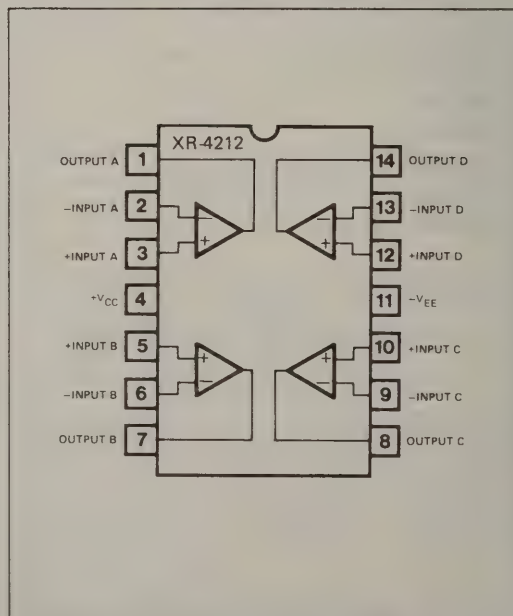 XR-4212
OUTPUT A 1 14 OUTPUT D
−INPUT A 2 − − 13 −INPUT D
+INPUT A 3 + + 12 +INPUT D
+VCC 4 11 −VEE
+INPUT B 5 + + 10 +INPUT C
−INPUT B 6 − − 9 −INPUT C
OUTPUT B 7 8 OUTPUT C